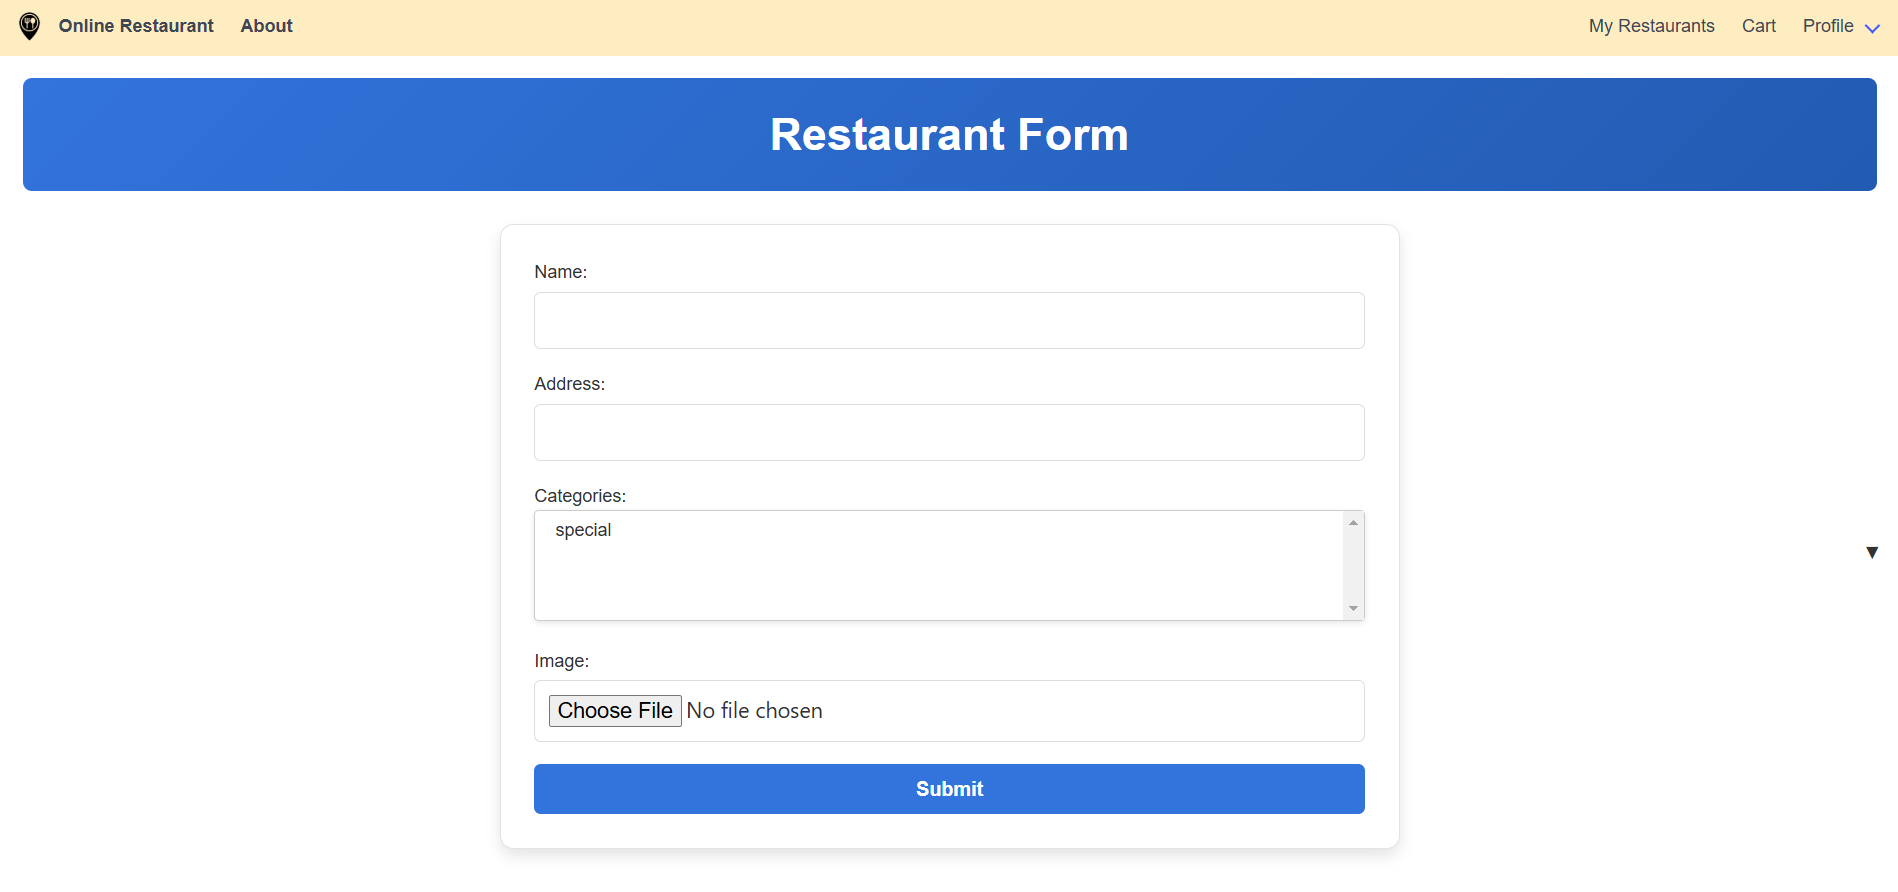 Online Restaurant About My Restaurants Cart Profile
Restaurant Form
Name:
Address:
Categories:
special
Image:
Choose File No file chosen
Submit